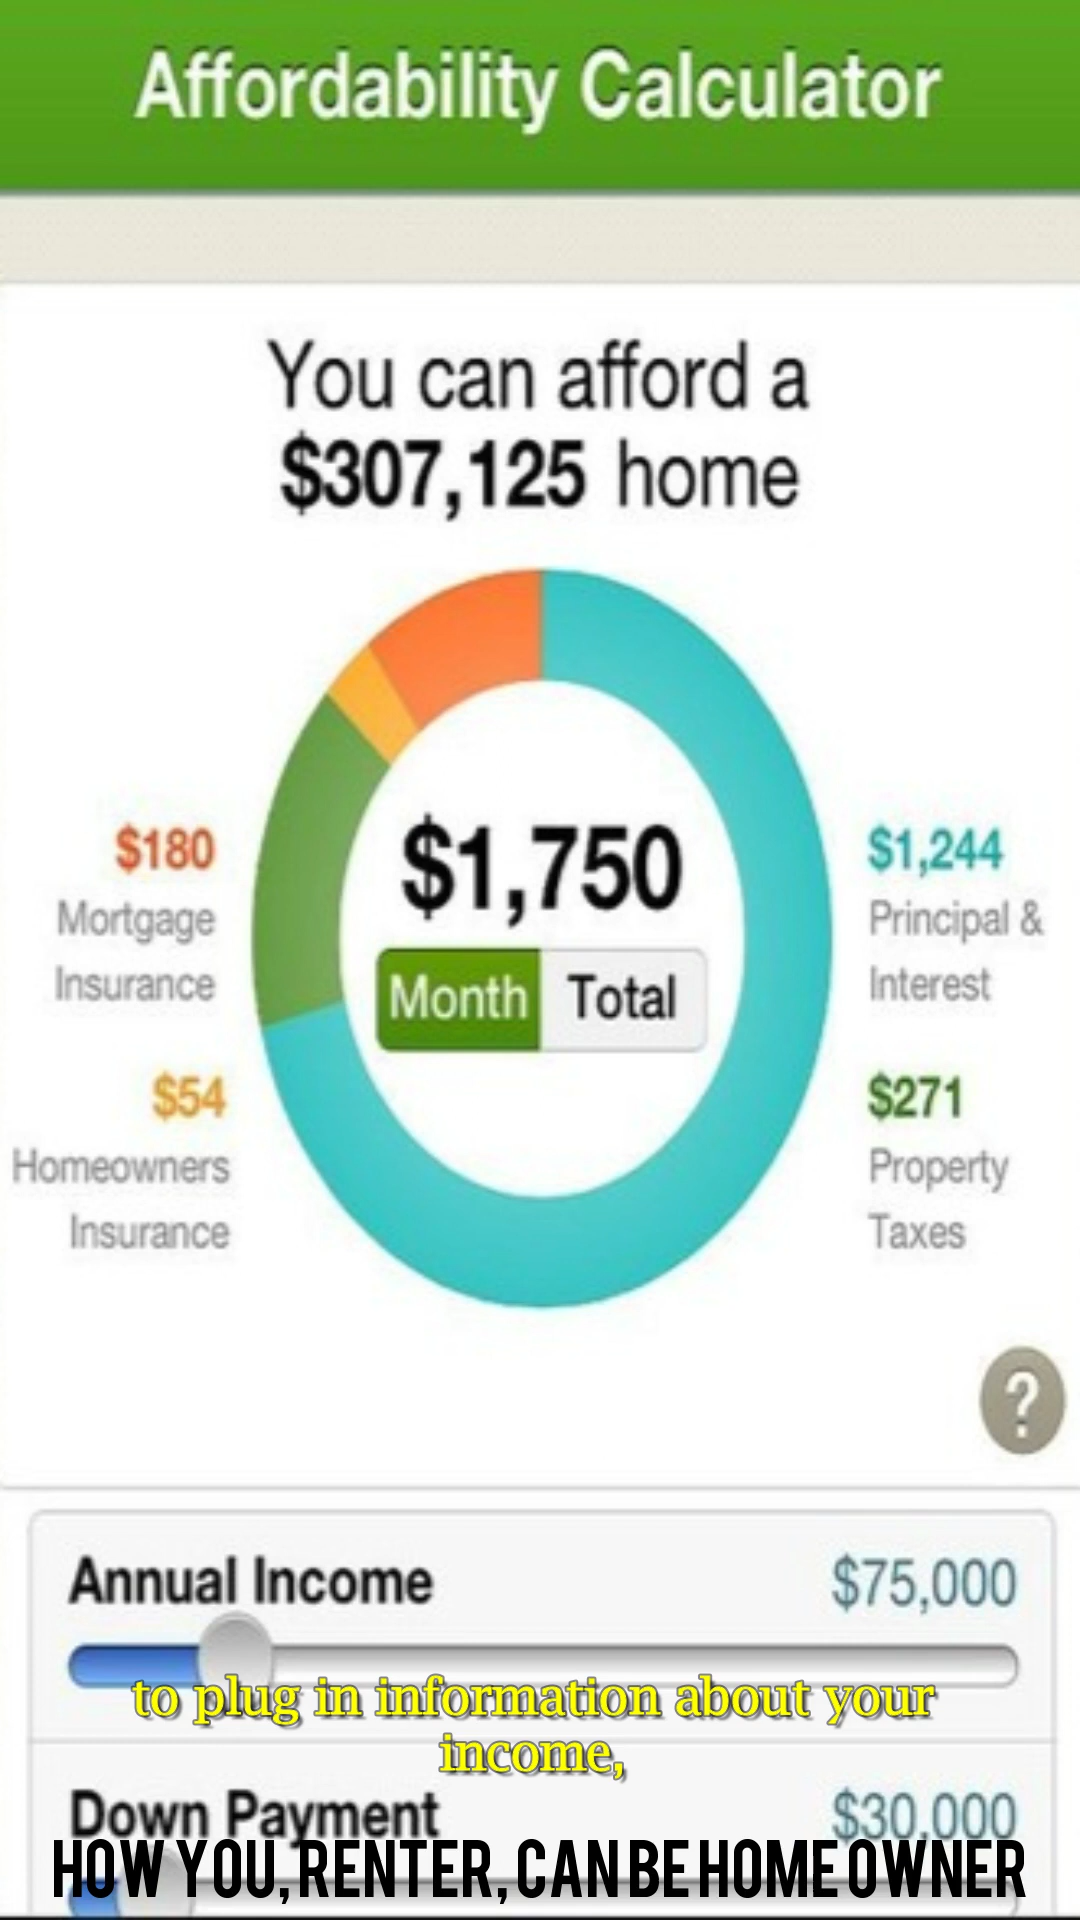 Affordability Calculator
You can afford a
$307,125 home
$180
Mortgage
Insurance
$54
Homeowners
Insurance
$1,750
Month Total
$1,244
Principal &
Interest
$271
Property
Taxes
?
Annual Income $75,000
to plug in information about your
income,
Down Payment $30,000
HOW YOU, RENTER, CAN BE HOME OWNER